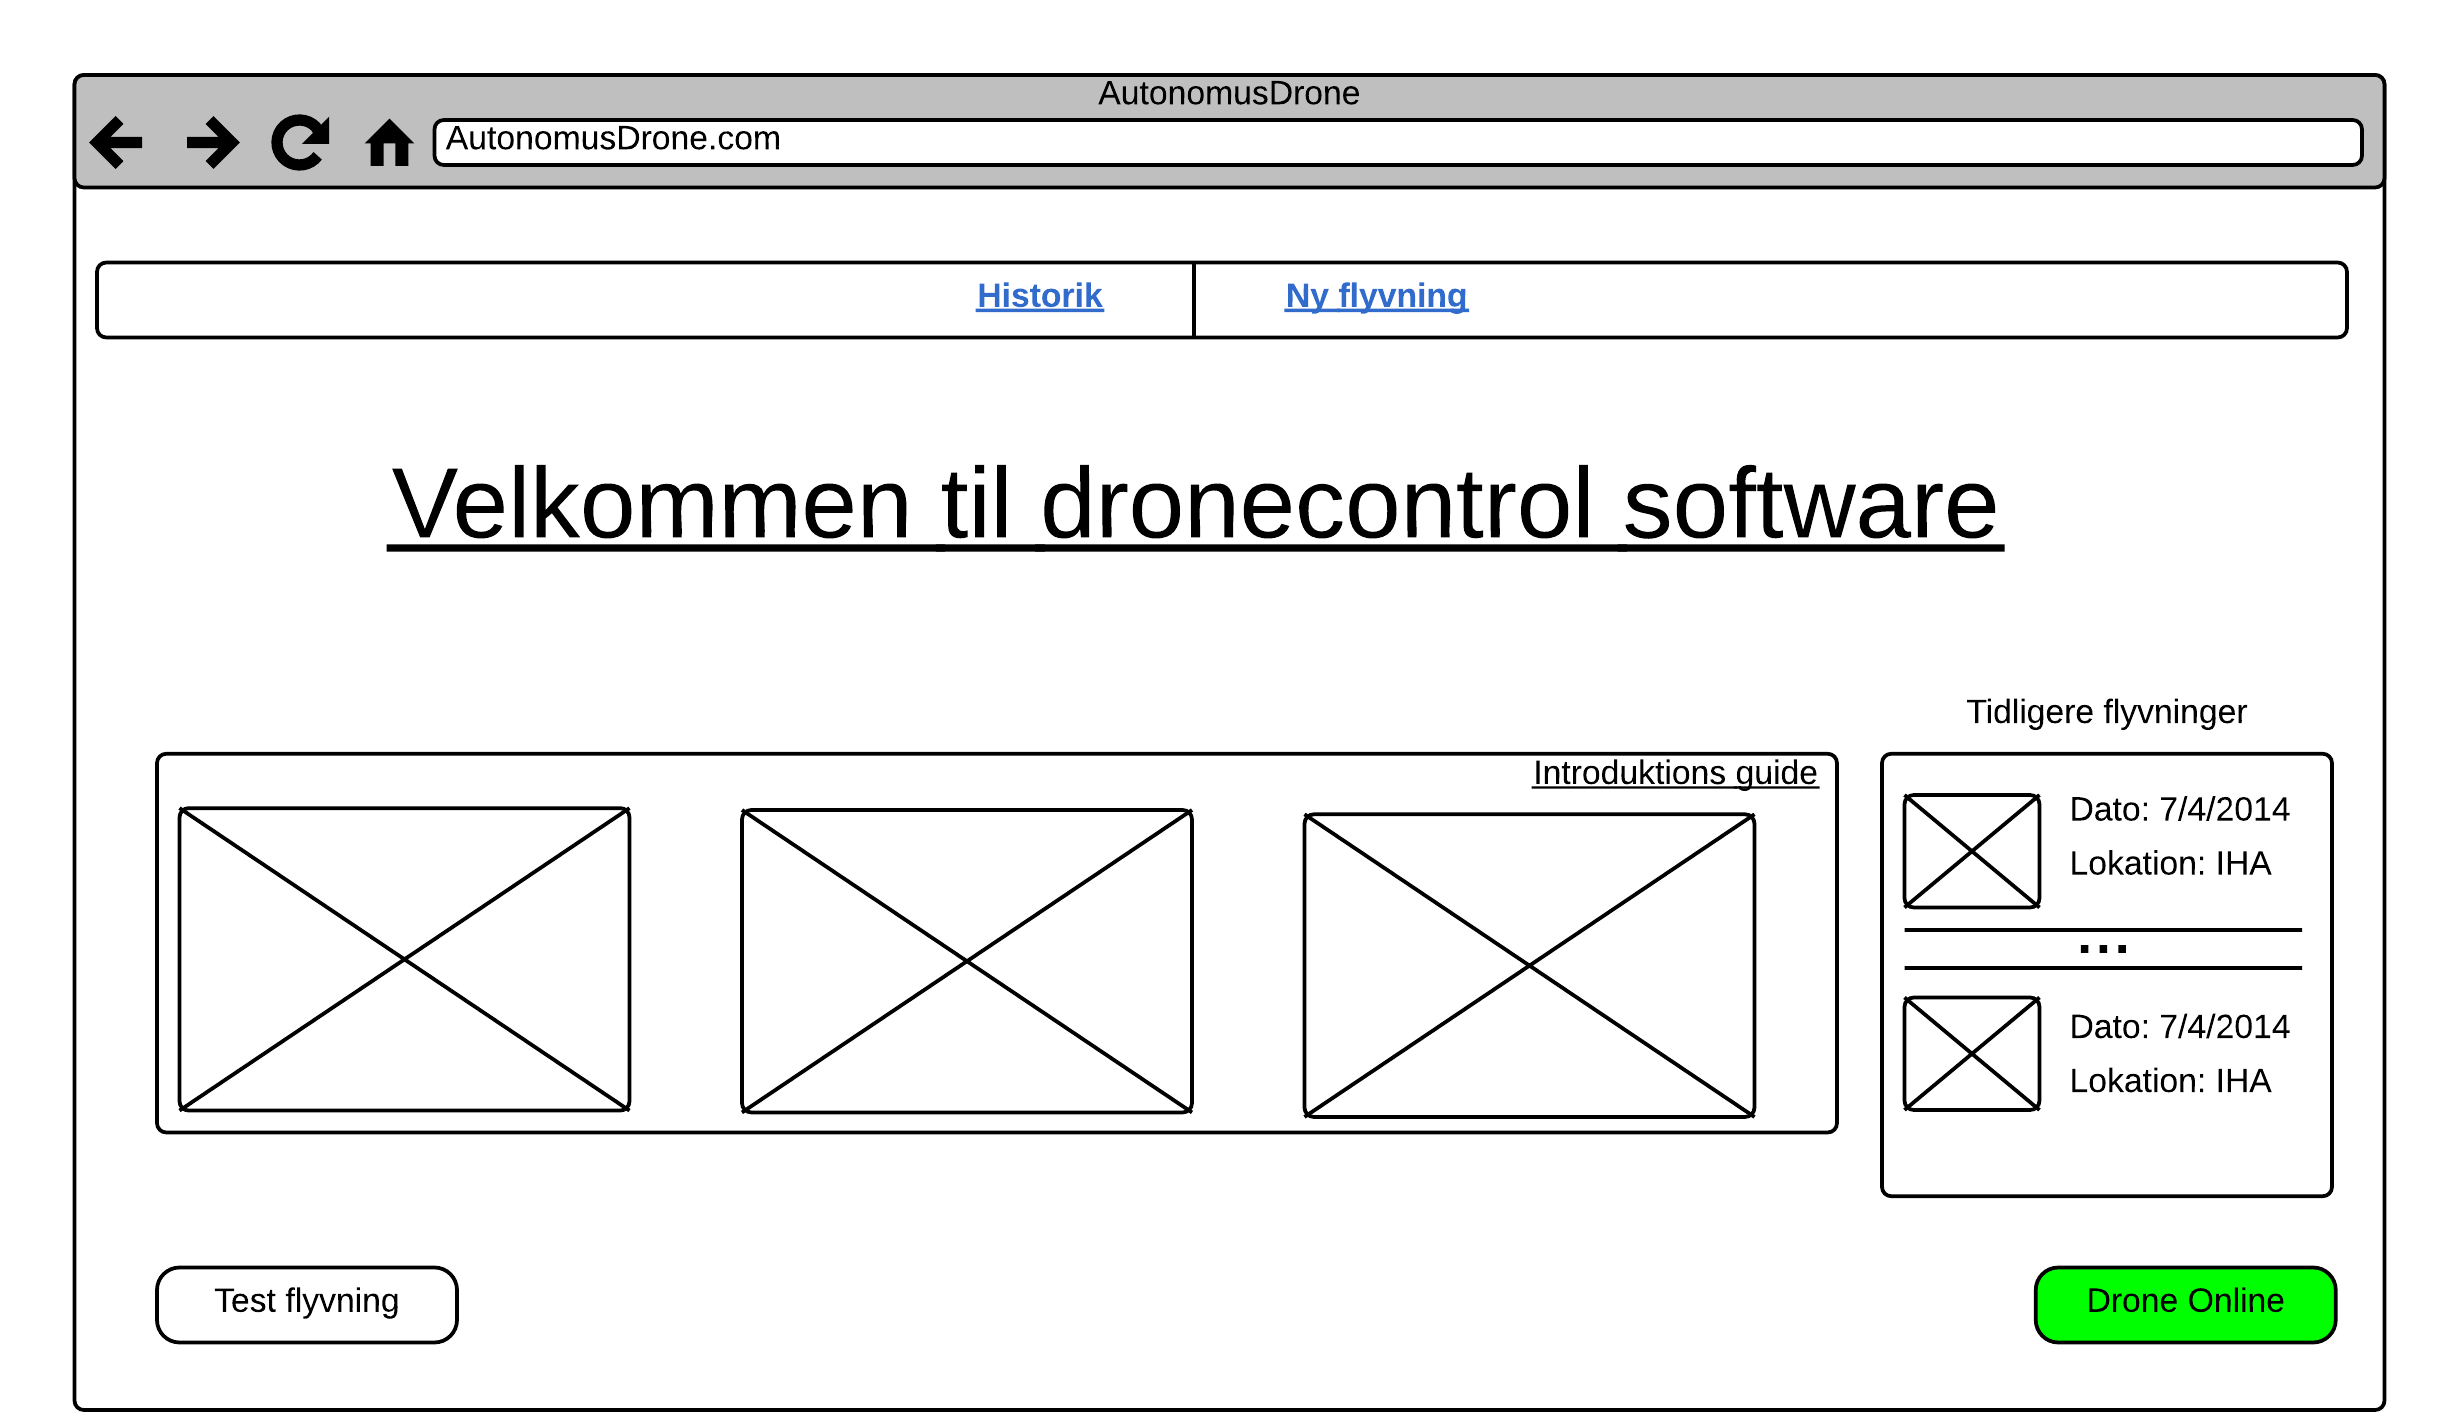 AutonomusDrone
AutonomusDrone.com
Historik
Ny flyvning
Velkommen til dronecontrol software
Tidligere flyvninger
Introduktions guide
Dato: 7/4/2014
Lokation: IHA
...
Dato: 7/4/2014
Lokation: IHA
Test flyvning
Drone Online